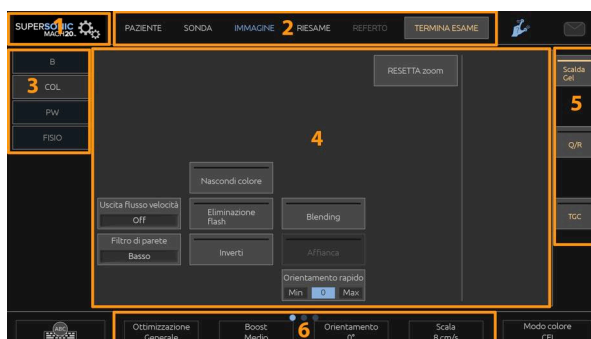 SUPERSONIC
MACH20.
1
PAZIENTE
SONDA
IMMAGINE
2
RIESAME
REFERTO
TERMINA ESAME
B
3
COL
PW
FISIO
RESETTA zoom
4
Nascondi colore
Uscita flusso velocità
Off
Eliminazione
flash
Blending
Filtro di parete
Basso
Inverti
Affianca
Orientamento rapido
Min 0 Max
Scalda
Gel
5
Q/R
TGC
ABC
Ottimizzazione
Generale
Boost
Medio
6
Orientamento
0°
Scala
8 cm/s
Modo colore
CFI